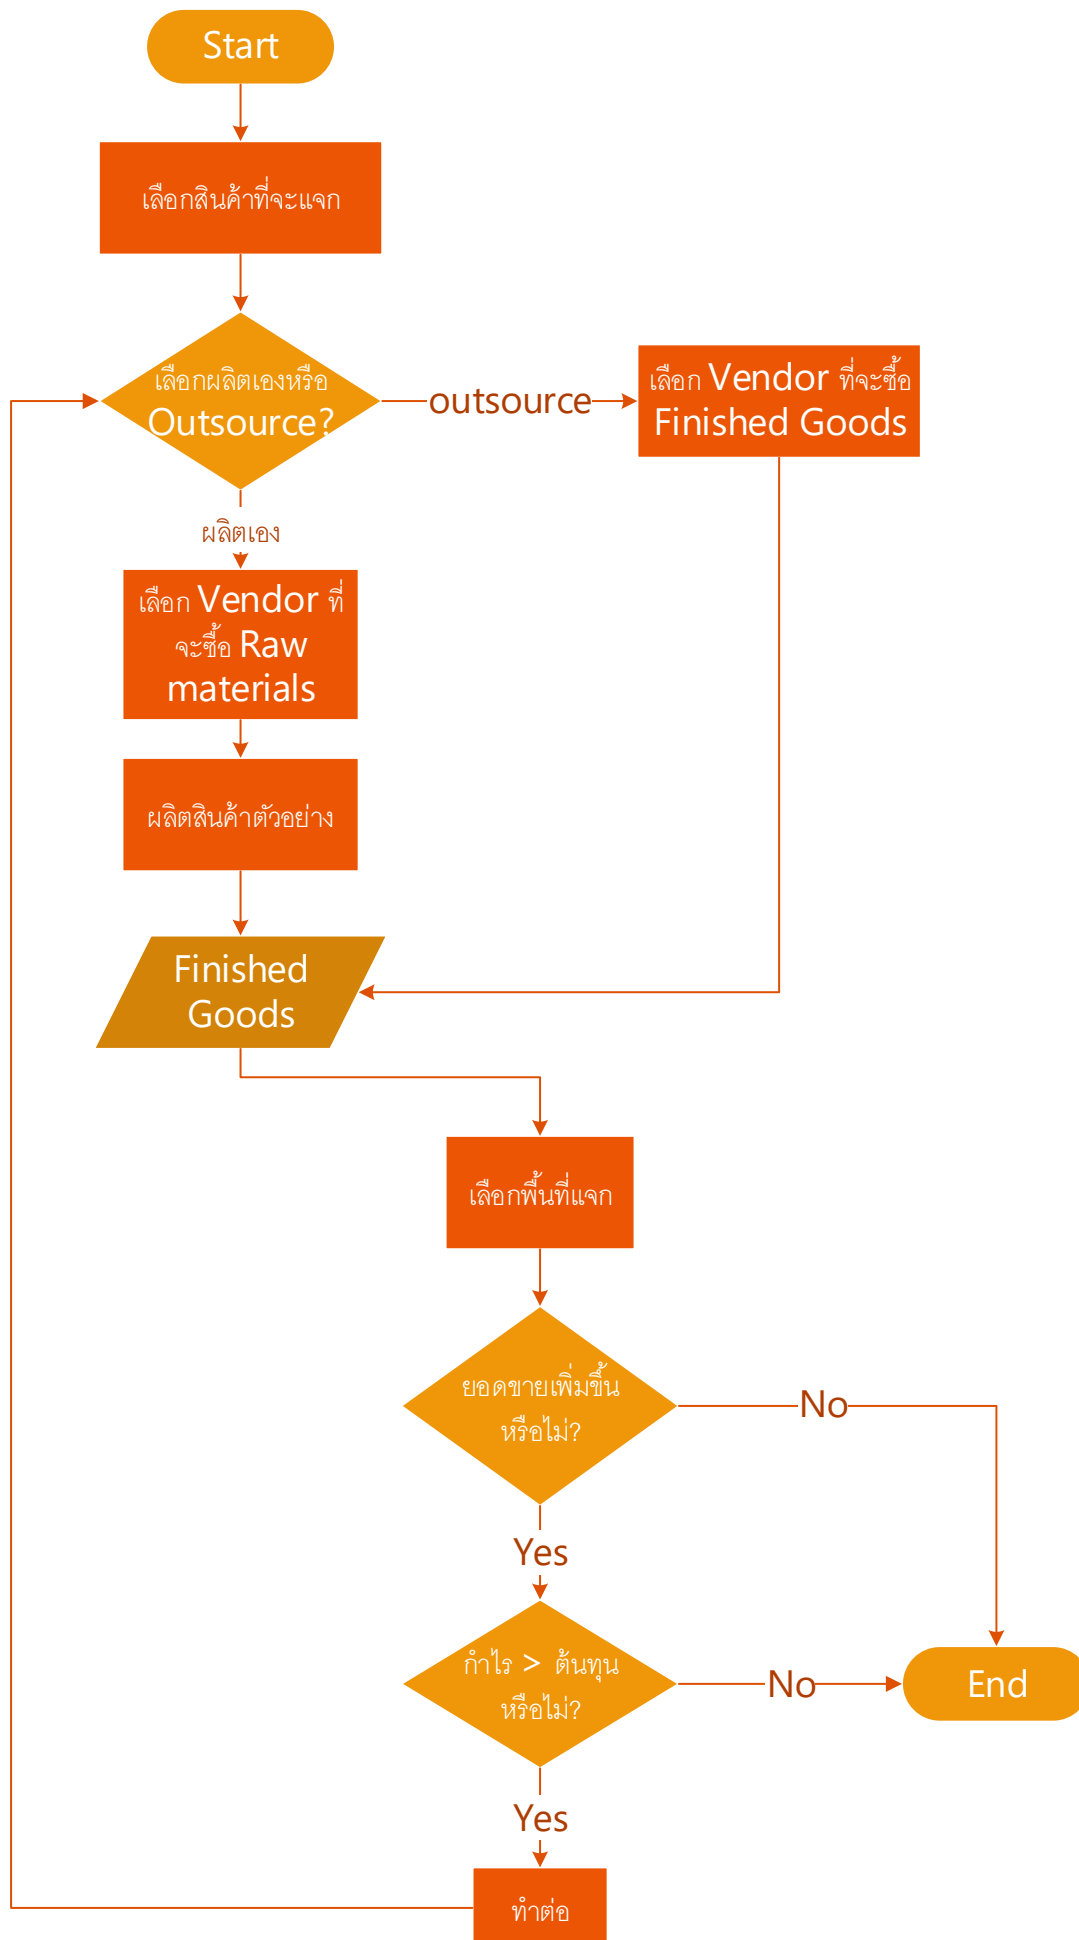 Start
เลือกสินค้าที่จะแจก
เลือกผลิตเองหรือ
Outsource?
outsource
เลือก Vendor ที่จะซื้อ
Finished Goods
ผลิตเอง
เลือก Vendor ที่
จะซื้อ Raw
materials
ผลิตสินค้าตัวอย่าง
Finished
Goods
เลือกพื้นที่แจก
ยอดขายเพิ่มขึ้น
หรือไม่?
No
Yes
กำไร > ต้นทุน
หรือไม่?
No
End
Yes
ทำต่อ